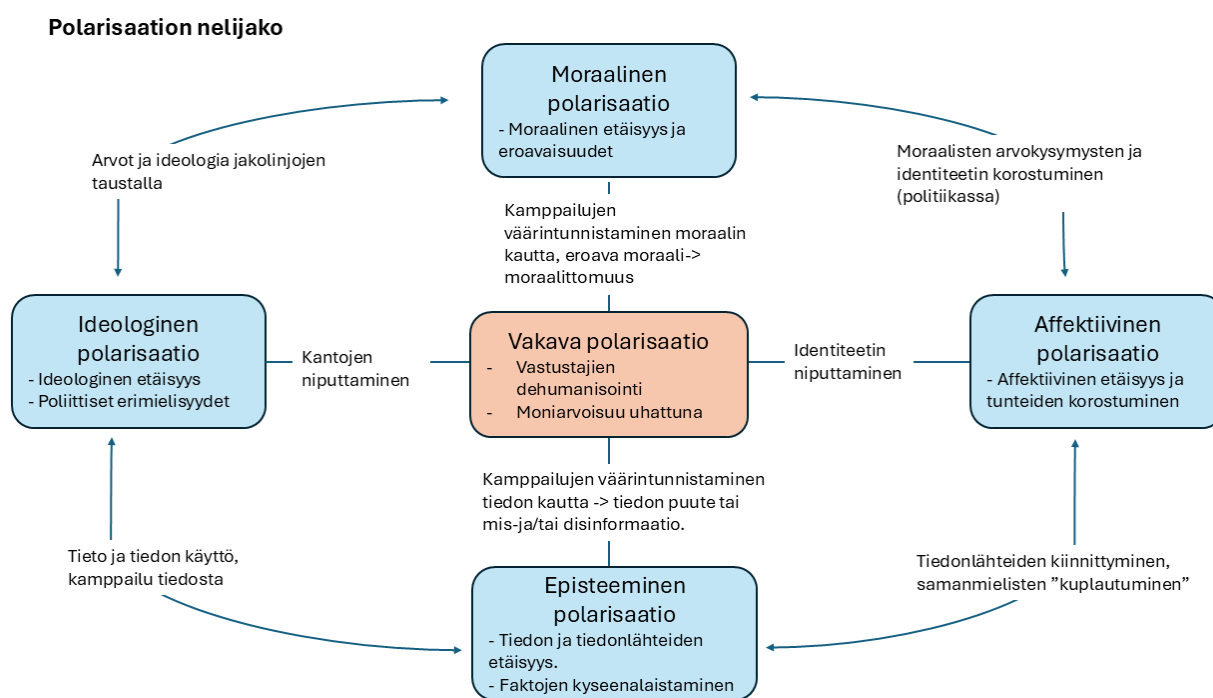 Polarisaation nelijako
Moraalinen
polarisaatio
- Moraalinen etäisyys ja
eroavaisuudet
Arvot ja ideologia jakolinjojen
taustalla
Moraalisten arvokysymysten ja
identiteetin korostuminen
(politiikassa)
Kamppailujen
väärintunnistaminen moraalin
kautta, eroava moraali->
moraalittomuus
Ideologinen
polarisaatio
- Ideologinen etäisyys
- Poliittiset erimielisyydet
Kantojen
niputtaminen
Vakava polarisaatio
- Vastustajien
dehumanisointi
- Moniarvoisuu uhattuna
Identiteetin
niputtaminen
Affektiivinen
polarisaatio
- Affektiivinen etäisyys ja
tunteiden korostuminen
Kamppailujen väärintunnistaminen
tiedon kautta -> tiedon puute tai
mis-ja/tai disinformaatio.
Tieto ja tiedon käyttö,
kamppailu tiedosta
Tiedonlähteiden kiinnittyminen,
samanmielisten ”kuplautuminen”
Episteeminen
polarisaatio
- Tiedon ja tiedonlähteiden
etäisyys.
- Faktojen kyseenalaistaminen